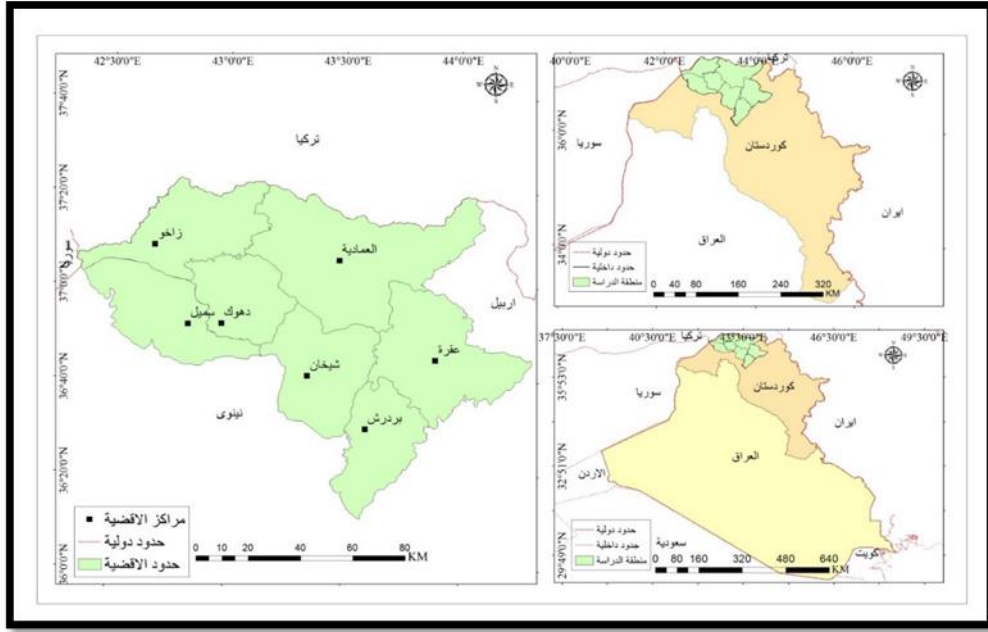 42°30'0"E
43°0'0"E
43°30'0"E
44°0'0"E
37°40'0"N
37°20'0"N
37°0'0"N
36°40'0"N
36°20'0"N
36°0'0"N
تركيا
زاخو
العمادية
سميل
دهوك
اربيل
عقرة
شيخان
بردرش
نينوى
مراكز الاقضية
حدود دولية
حدود الاقضية
0 10 20 40 60 80
KM
40°0'0"E
42°0'0"E
44°0'0"E
46°0'0"E
36°0'0"N
34°0'0"N
تركيا
سوريا
كوردستان
ايران
العراق
حدود دولية
حدود داخلية
منطقة الدراسة
0 40 80 160 240 320
KM
37°30'0"E
40°30'0"E
43°30'0"E
46°30'0"E
49°30'0"E
32°51'0"N
29°49'0"N
تركيا
سوريا
كوردستان
ايران
العراق
الاردن
سعودية
كويت
حدود دولية
حدود داخلية
منطقة الدراسة
0 80 160 320 480 640
KM